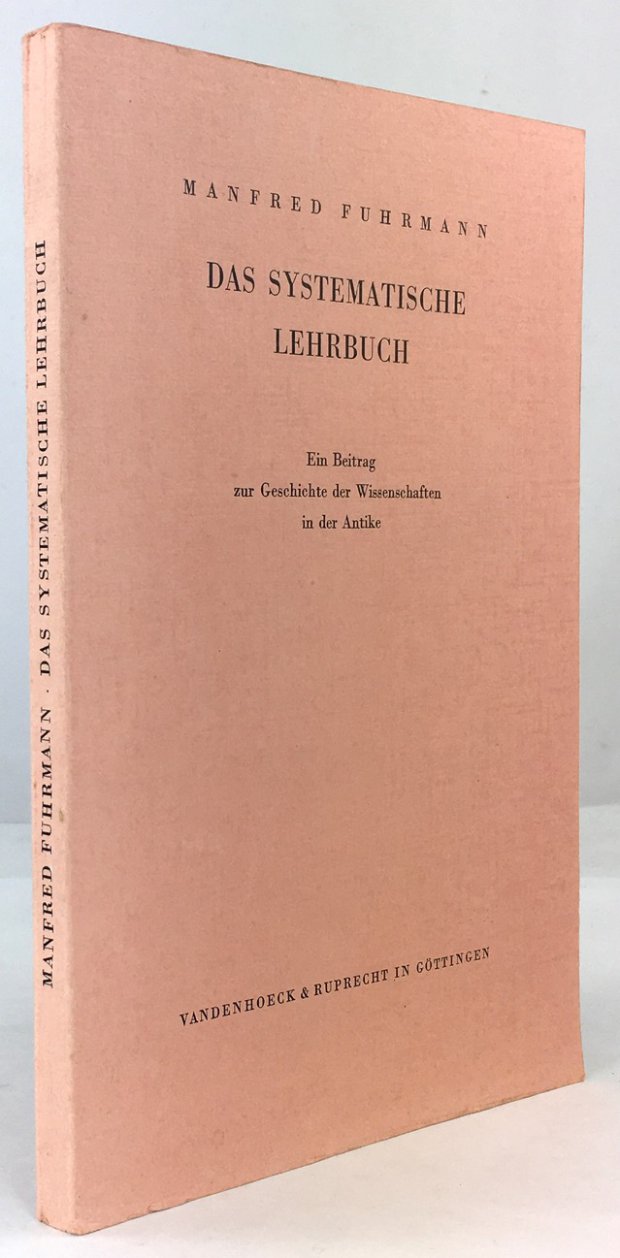 MANFRED FUHRMANN
DAS SYSTEMATISCHE
LEHRBUCH
Ein Beitrag
zur Geschichte der Wissenschaften
in der Antike
VANDENHOECK & RUPRECHT IN GÖTTINGEN
MANFRED FUHRMANN · DAS SYSTEMATISCHE LEHRBUCH